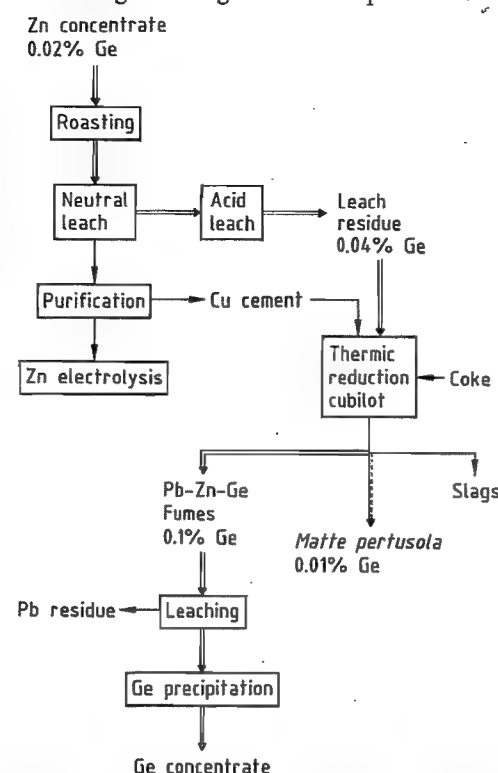 Zn concentrate
0.02% Ge
Roasting
Neutral
leach
Acid
leach
Leach
residue
0.04% Ge
Purification
Cu cement
Zn electrolysis
Thermic
reduction
cubilot
Coke
Pb-Zn-Ge
Fumes
0.1% Ge
Slags
Matte pertusola
0.01% Ge
Pb residue
Leaching
Ge precipitation
Ge concentrate